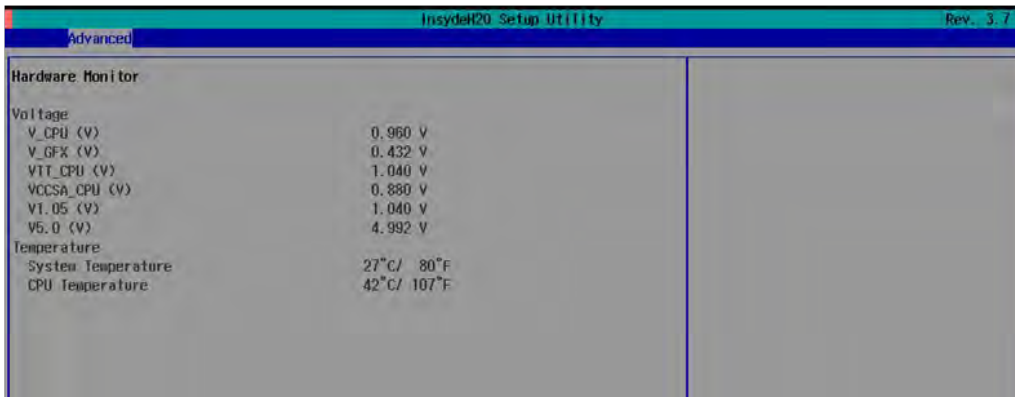 InsydeH2O Setup Utility Rev. 3.7
Advanced
Hardware Monitor
Voltage
V_CPU (V) 0.960 V
V_GFX (V) 0.432 V
VTT_CPU (V) 1.040 V
VCCSA_CPU (V) 0.880 V
V1.05 (V) 1.040 V
V5.0 (V) 4.992 V
Temperature
System Temperature 27°C/ 80°F
CPU Temperature 42°C/ 107°F